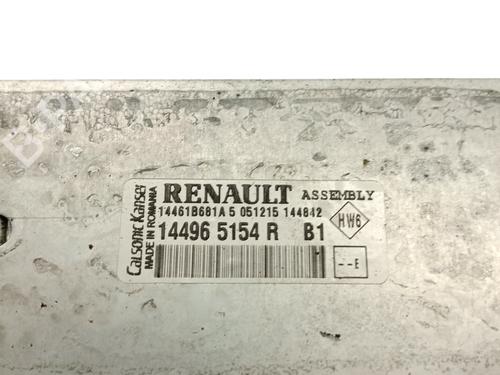 RENAULT ASSEMBLY
14461B681A 5 051215 144842
14496 5154 R B1
HW6
--E
Calsonic Kansei
MADE IN ROMANIA